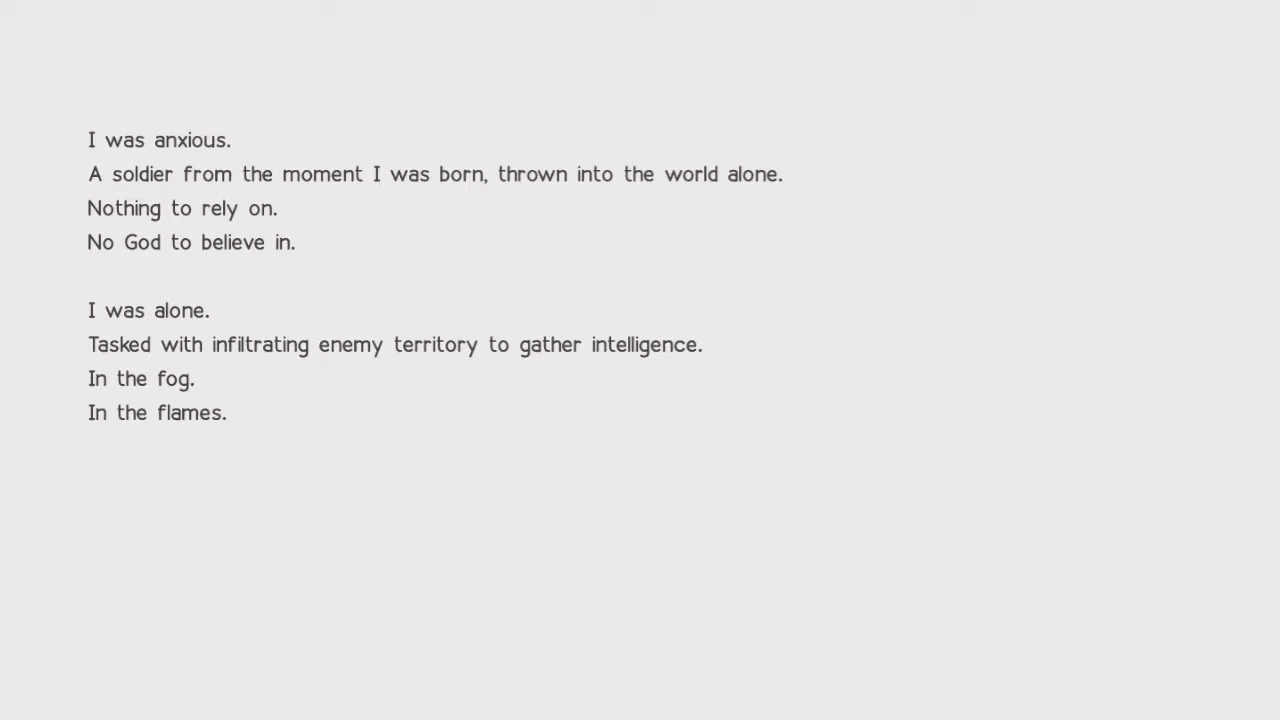 I was anxious.
A soldier from the moment I was born, thrown into the world alone.
Nothing to rely on.
No God to believe in.
I was alone.
Tasked with infiltrating enemy territory to gather intelligence.
In the fog.
In the flames.